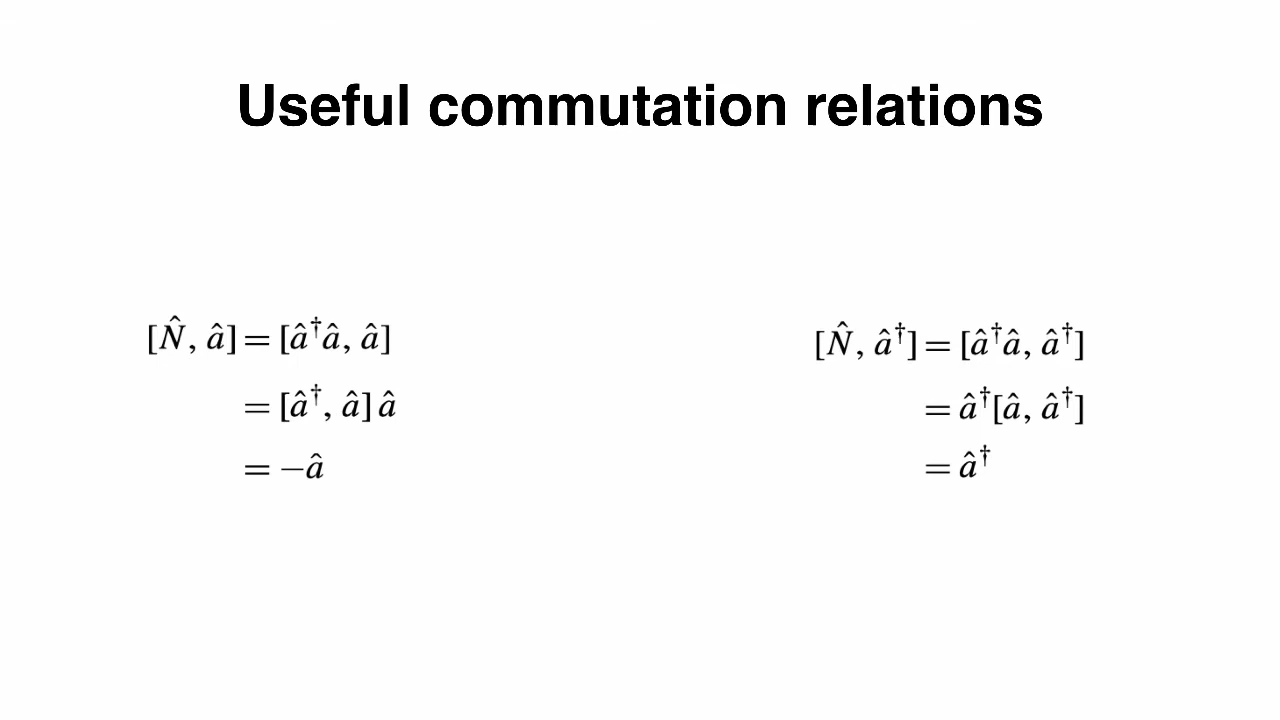 Useful commutation relations
[N̂, â] = [â†â, â]
= [â†, â] â
= −â
[N̂, â†] = [â†â, â†]
= â†[â, â†]
= â†